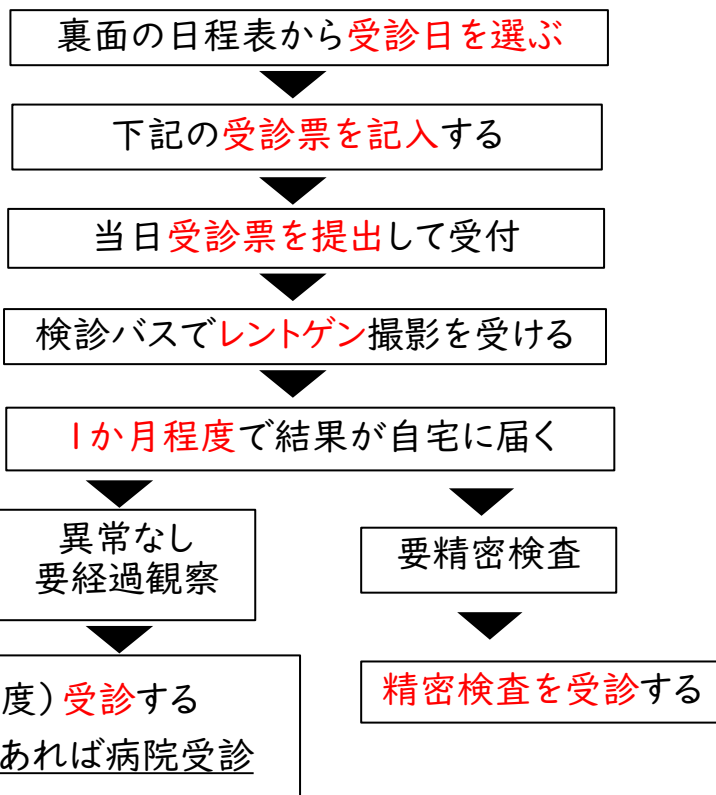 裏面の日程表から受診日を選ぶ
下記の受診票を記入する
当日受診票を提出して受付
検診バスでレントゲン撮影を受ける
1か月程度で結果が自宅に届く
異常なし
要経過観察
要精密検査
度）受診する
あれば病院受診
精密検査を受診する